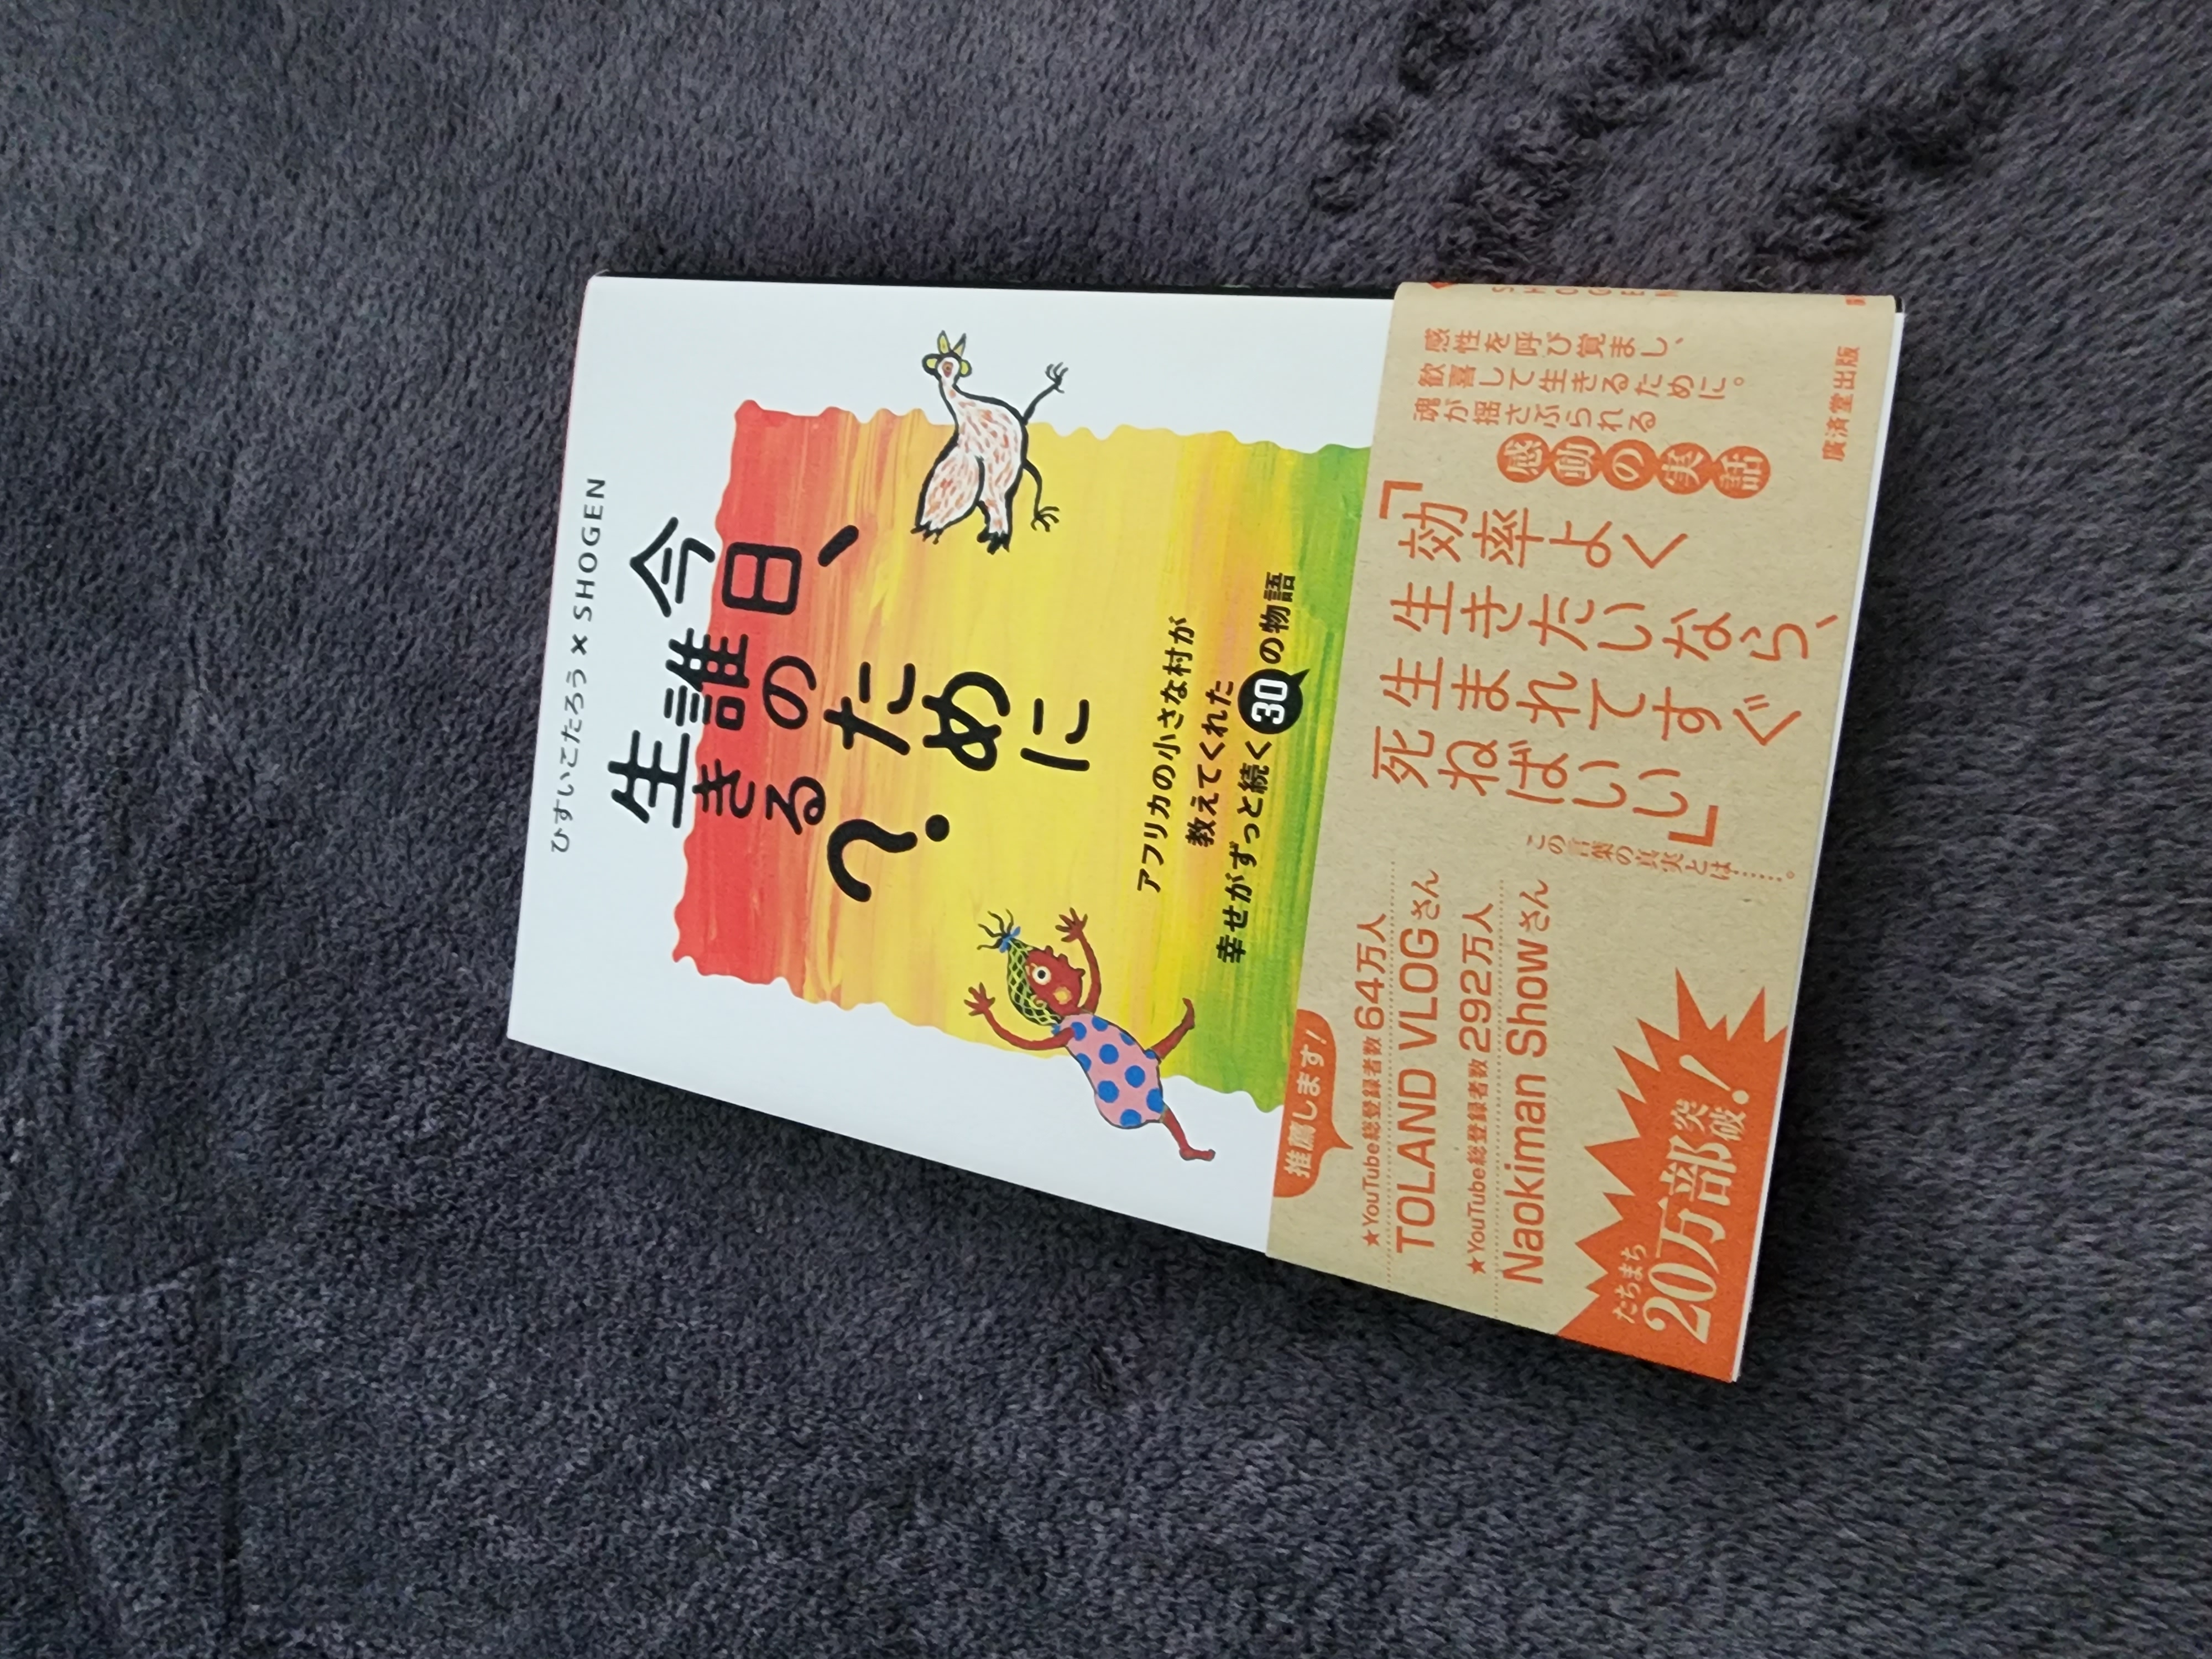 ひすいこたろう×SHOGEN
今日、
誰のために
生きる?
アフリカの小さな村が
教えてくれた
幸せがずっと続く30の物語
感性を呼び覚まし、
歓喜して生きるために。
魂が揺さぶられる
感動の実話
「効率よく
生きたいなら、
生まれてすぐ
死ねばいい」
この言葉の真実とは……。
推薦します!
★YouTube総登録者数64万人
TOLAND VLOGさん
★YouTube総登録者数292万人
Naokiman Showさん
たちまち
20万部突破!
廣済堂出版